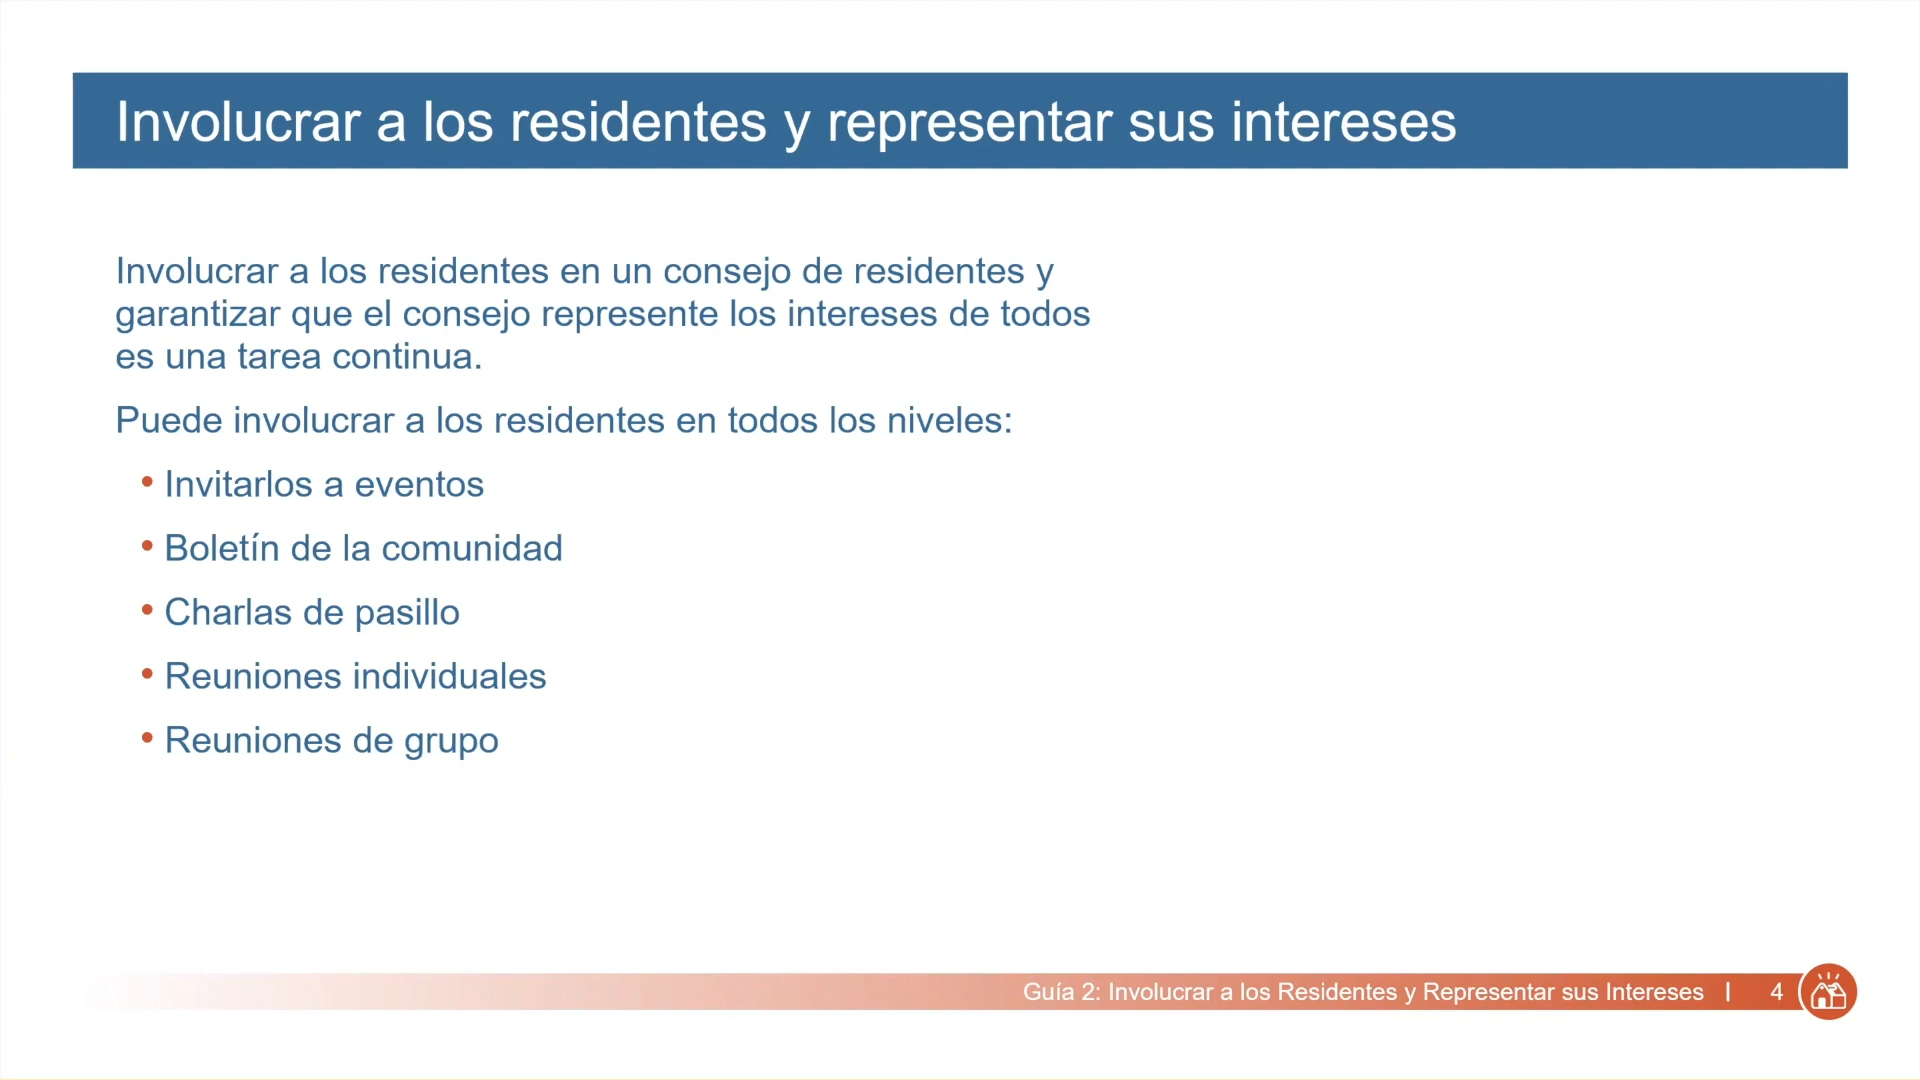 Involucrar a los residentes y representar sus intereses
Involucrar a los residentes en un consejo de residentes y
garantizar que el consejo represente los intereses de todos
es una tarea continua.
Puede involucrar a los residentes en todos los niveles:
• Invitarlos a eventos
• Boletín de la comunidad
• Charlas de pasillo
• Reuniones individuales
• Reuniones de grupo
Guía 2: Involucrar a los Residentes y Representar sus Intereses | 4